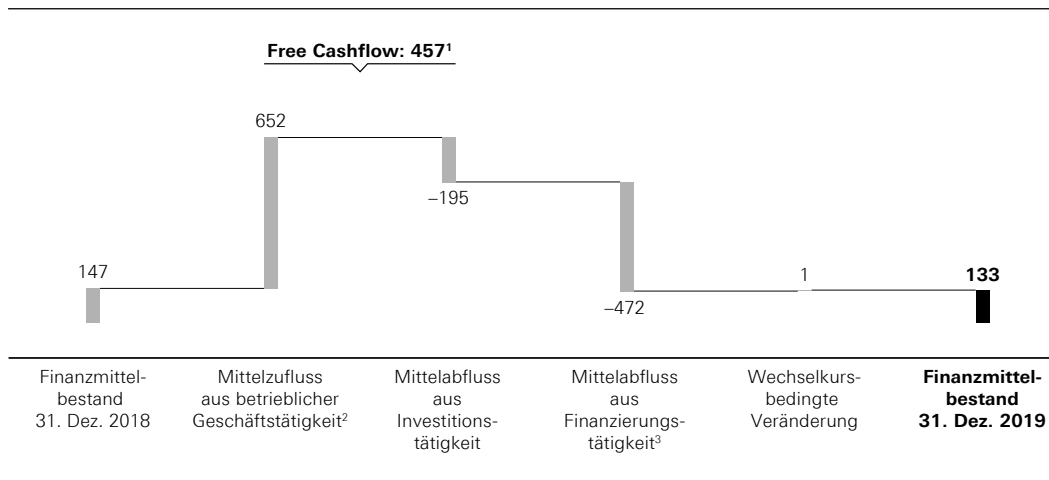 Free Cashflow: 457¹
652
–195
147
–472
1
133
Finanzmittel-
bestand
31. Dez. 2018
Mittelzufluss
aus betrieblicher
Geschäftstätigkeit²
Mittelabfluss
aus
Investitions-
tätigkeit
Mittelabfluss
aus
Finanzierungs-
tätigkeit³
Wechselkurs-
bedingte
Veränderung
Finanzmittel-
bestand
31. Dez. 2019